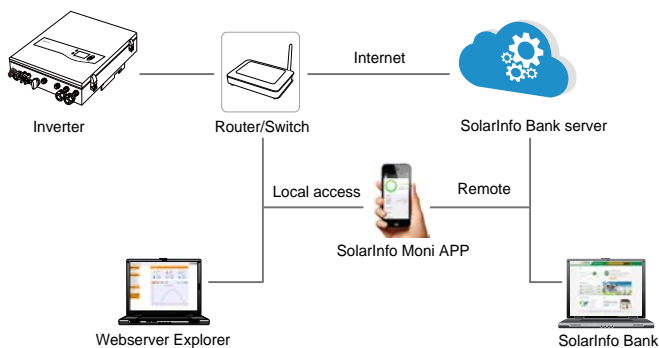 Internet
Inverter
Router/Switch
SolarInfo Bank server
Local access
Remote
SolarInfo Moni APP
Webserver Explorer
SolarInfo Bank